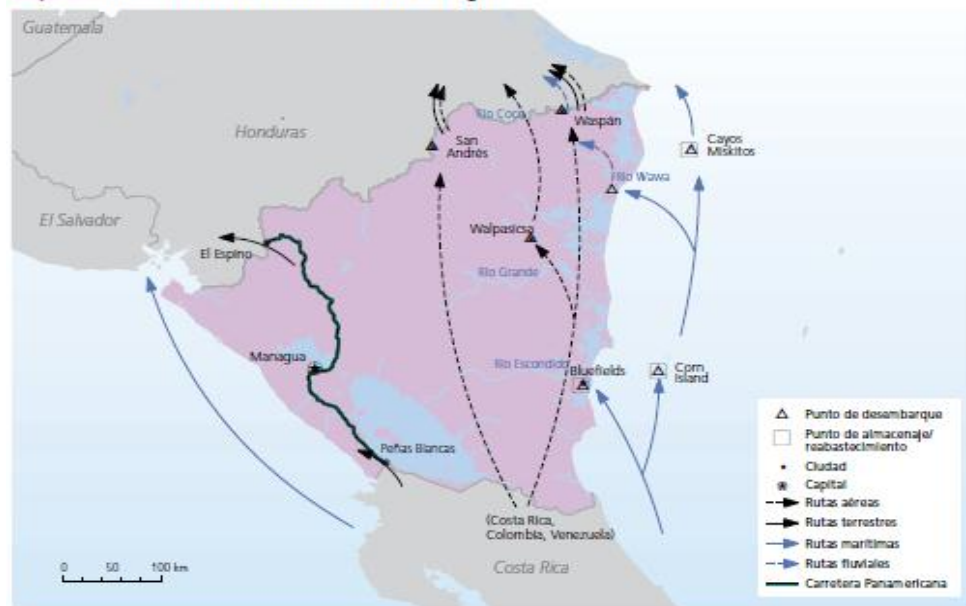 Guatemala
Honduras
El Salvador
San
Andrés
Río Coco
Waspán
Cayos
Miskitos
Río Wawa
Walpasicsa
El Espino
Río Grande
Managua
Río Escondido
Bluefields
Corn
Island
Peñas Blancas
(Costa Rica,
Colombia, Venezuela)
Costa Rica
0 50 100 km
Punto de desembarque
Punto de almacenaje/
reabastecimiento
Ciudad
Capital
Rutas aéreas
Rutas terrestres
Rutas marítimas
Rutas fluviales
Carretera Panamericana